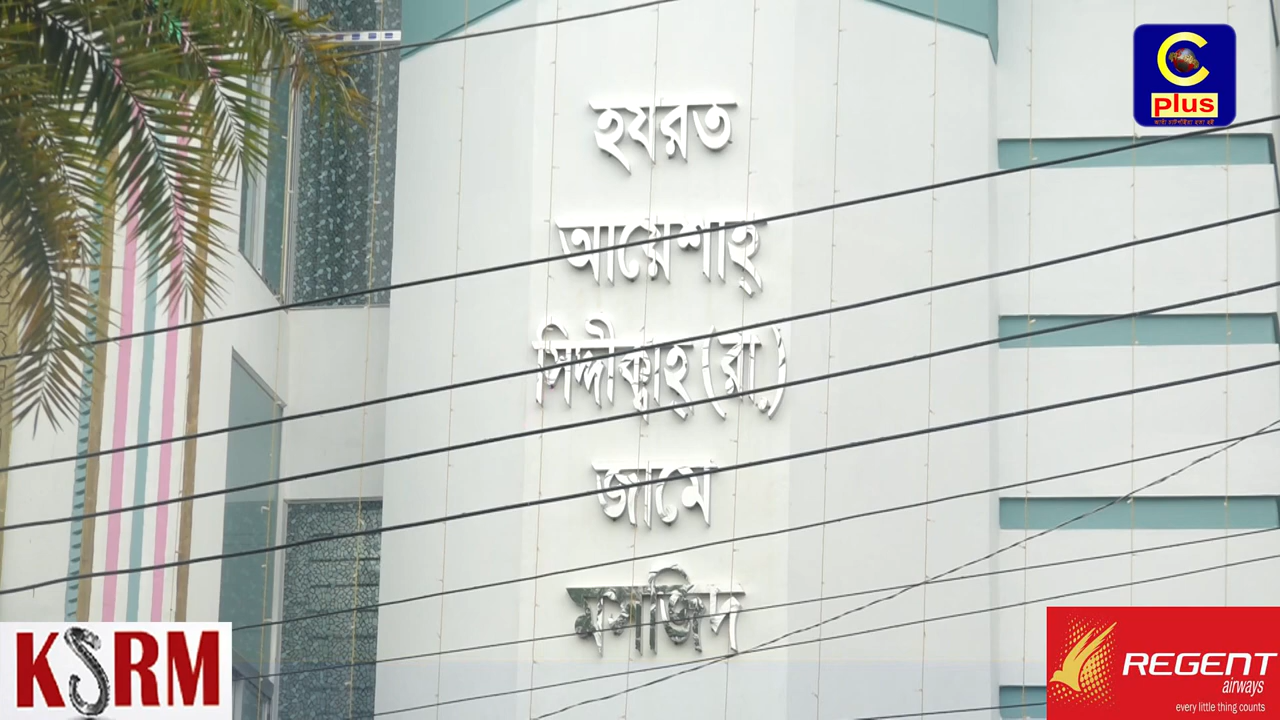 C
plus
হযরত
আয়েশাহ্
সিদ্দীক্বাহ্ (রা.)
জামে
মসজিদ
KSRM
REGENT
airways
every little thing counts